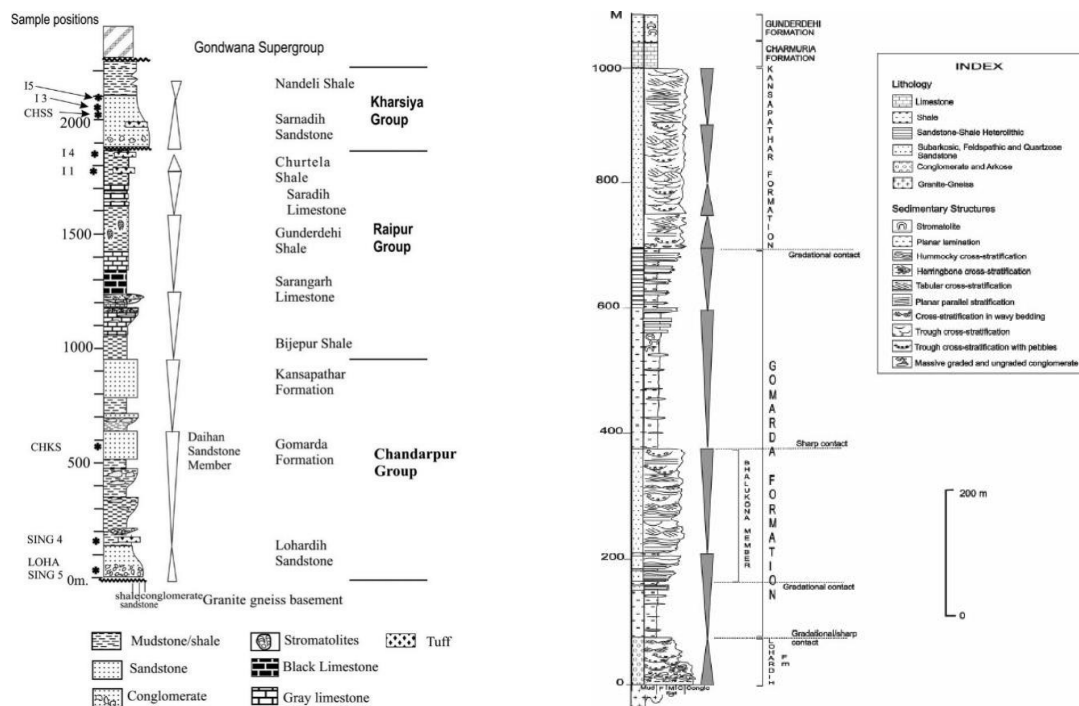 Sample positions
Gondwana Supergroup
I5
I 3
CHSS
2000
I 4
I 1
1500
1000
CHKS
500
SING 4
LOHA
SING 5
0m.
shale
conglomerate
sandstone
Granite gneiss basement
Nandeli Shale
Sarnadih
Sandstone
Churtela
Shale
Saradih
Limestone
Gunderdehi
Shale
Sarangarh
Limestone
Bijepur Shale
Kansapathar
Formation
Daihan
Sandstone
Member
Gomarda
Formation
Lohardih
Sandstone
Kharsiya
Group
Raipur
Group
Chandarpur
Group
Mudstone/shale
Sandstone
Conglomerate
Stromatolites
Black Limestone
Gray limestone
Tuff
M
1000
800
600
400
200
0
Mud
F
M
C
Conglo
GUNDERDEHI
FORMATION
CHARMURIA
FORMATION
KANSAPATHAR FORMATION
Gradational contact
GOMARDA FORMATION
Sharp contact
BHALUKONA MEMBER
Gradational contact
Gradational/sharp
contact
LOHARDIH
Fm
INDEX
Lithology
Limestone
Shale
Sandstone-Shale Heterolithic
Subarkosic, Feldspathic and Quartzose
Sandstone
Conglomerate and Arkose
Granite-Gneiss
Sedimentary Structures
Stromatolite
Planar lamination
Hummocky cross-stratification
Herringbone cross-stratification
Tabular cross-stratification
Planar parallel stratification
Cross-stratification in wavy bedding
Trough cross-stratification
Trough cross-stratification with pebbles
Massive graded and ungraded conglomerate
200 m
0